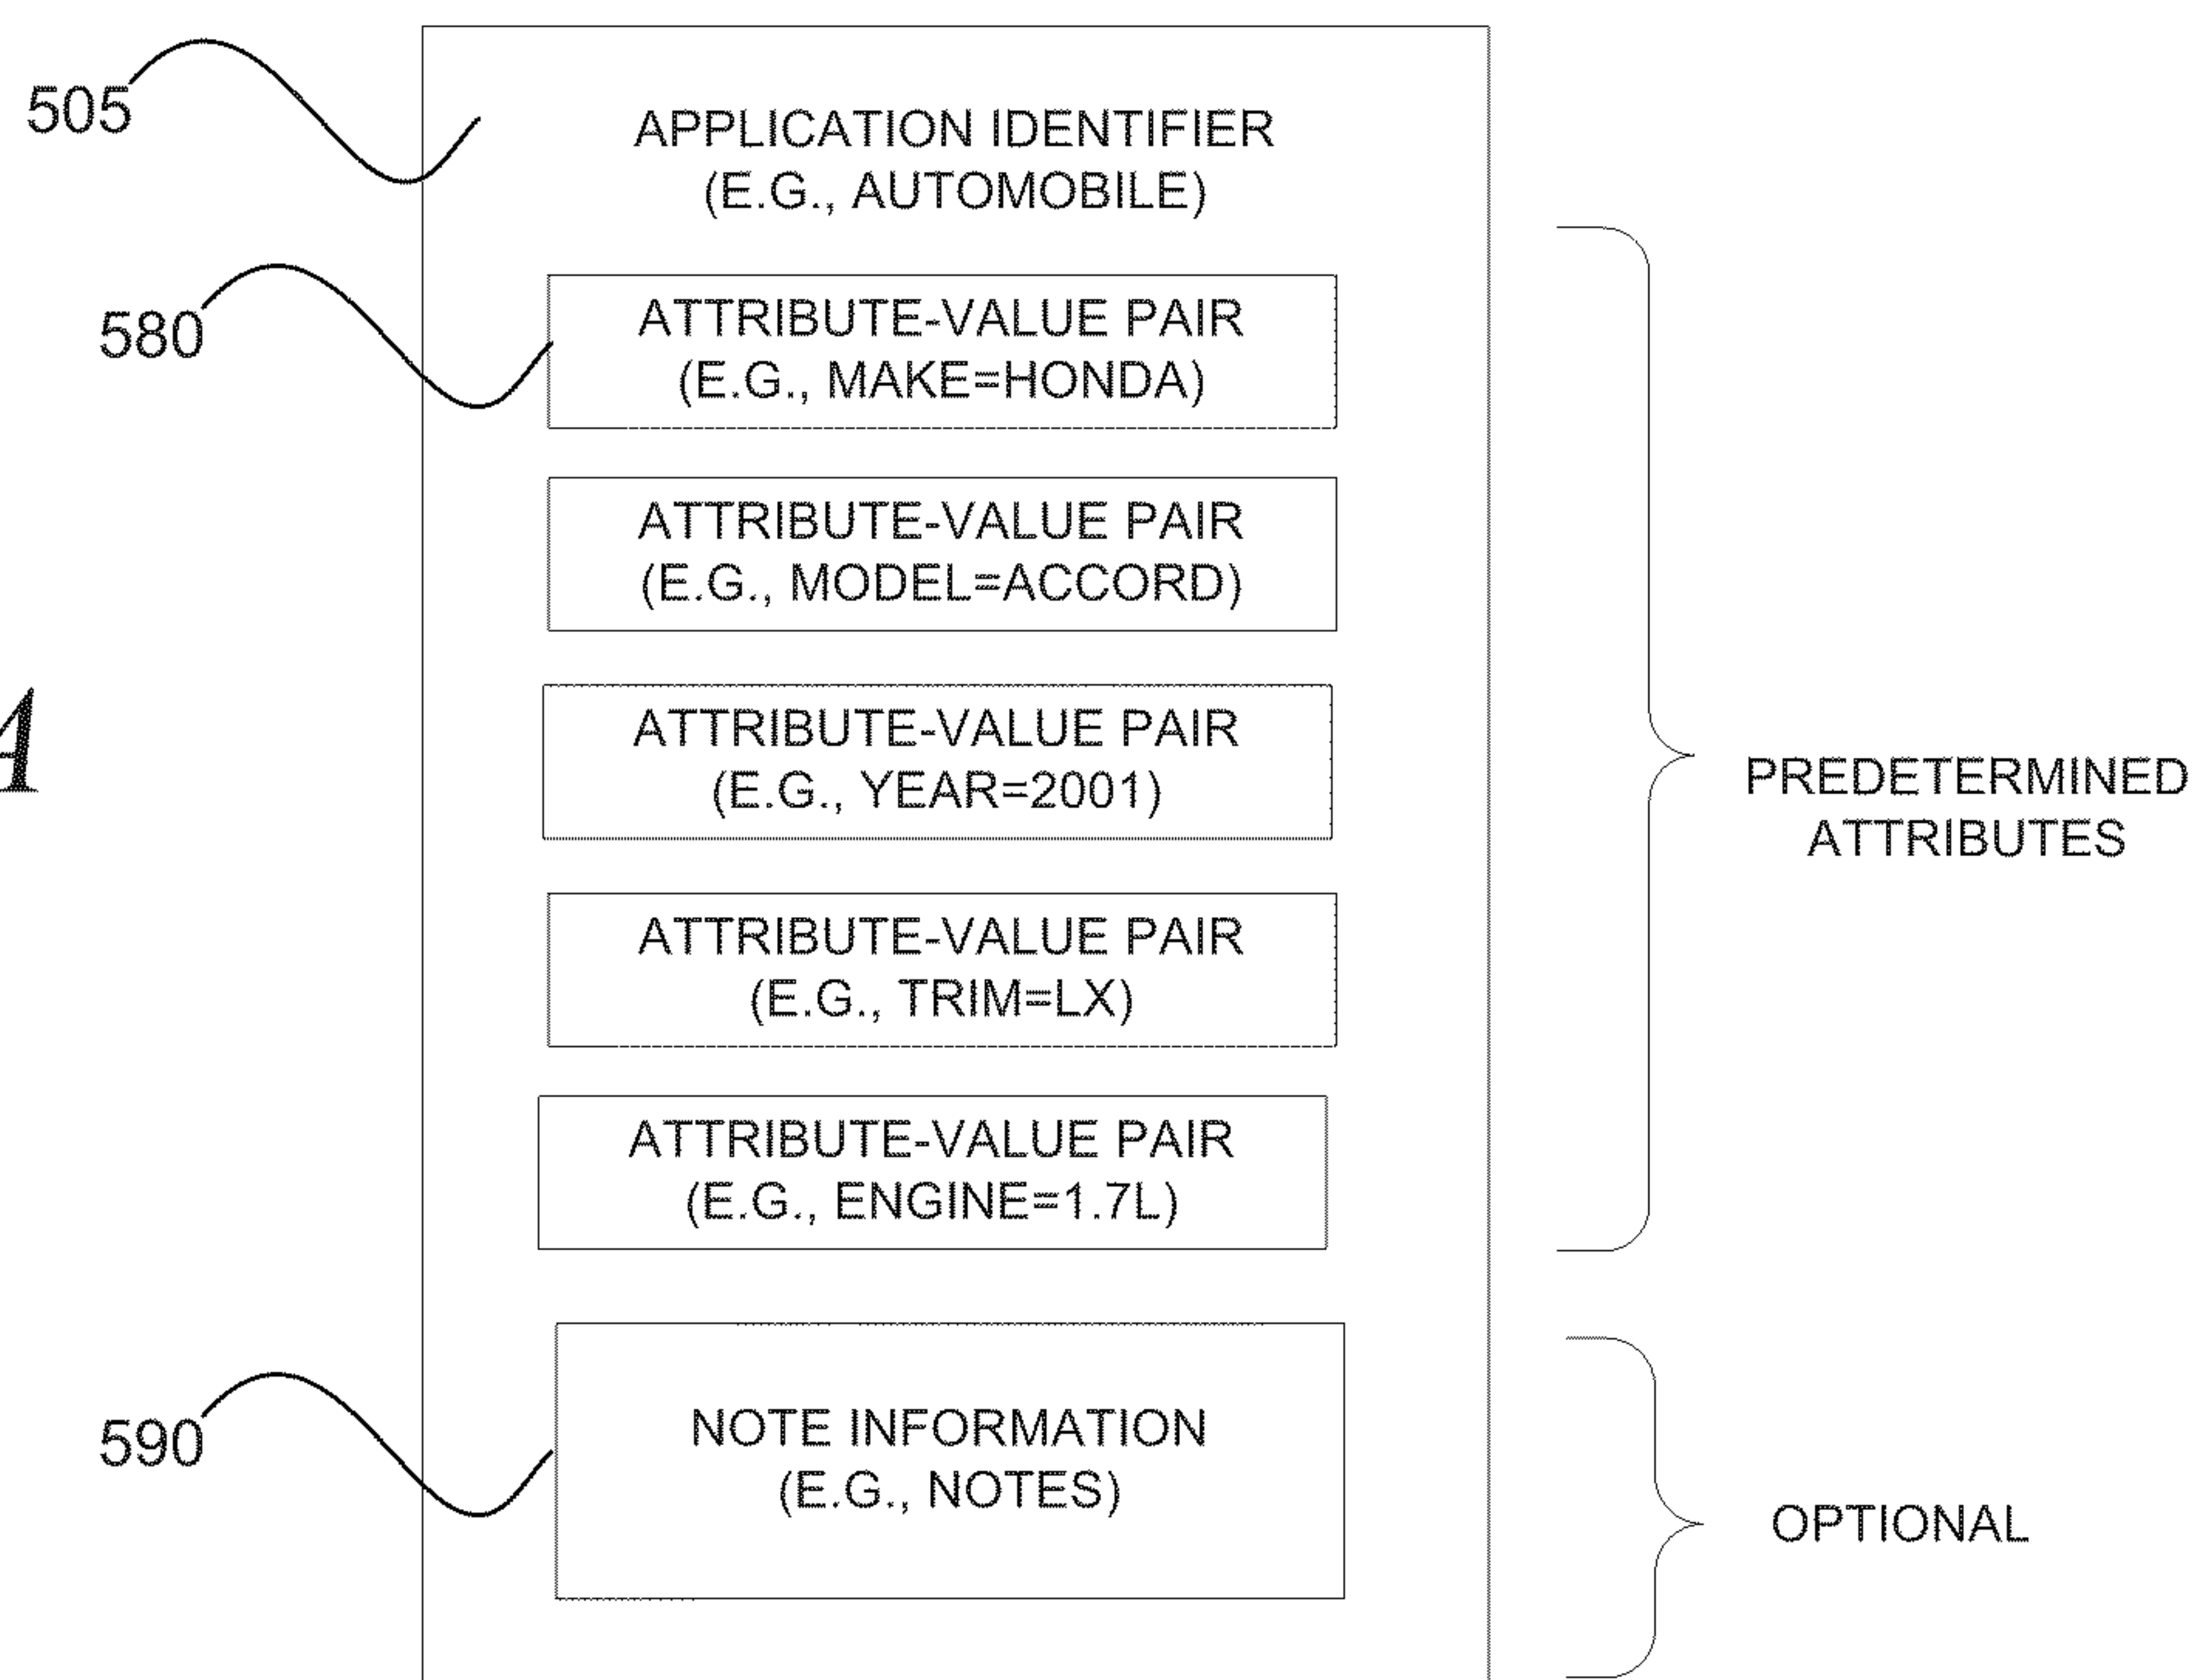 505
APPLICATION IDENTIFIER
(E.G., AUTOMOBILE)
580
ATTRIBUTE-VALUE PAIR
(E.G., MAKE=HONDA)
ATTRIBUTE-VALUE PAIR
(E.G., MODEL=ACCORD)
A
ATTRIBUTE-VALUE PAIR
(E.G., YEAR=2001)
PREDETERMINED
ATTRIBUTES
ATTRIBUTE-VALUE PAIR
(E.G., TRIM=LX)
ATTRIBUTE-VALUE PAIR
(E.G., ENGINE=1.7L)
590
NOTE INFORMATION
(E.G., NOTES)
OPTIONAL